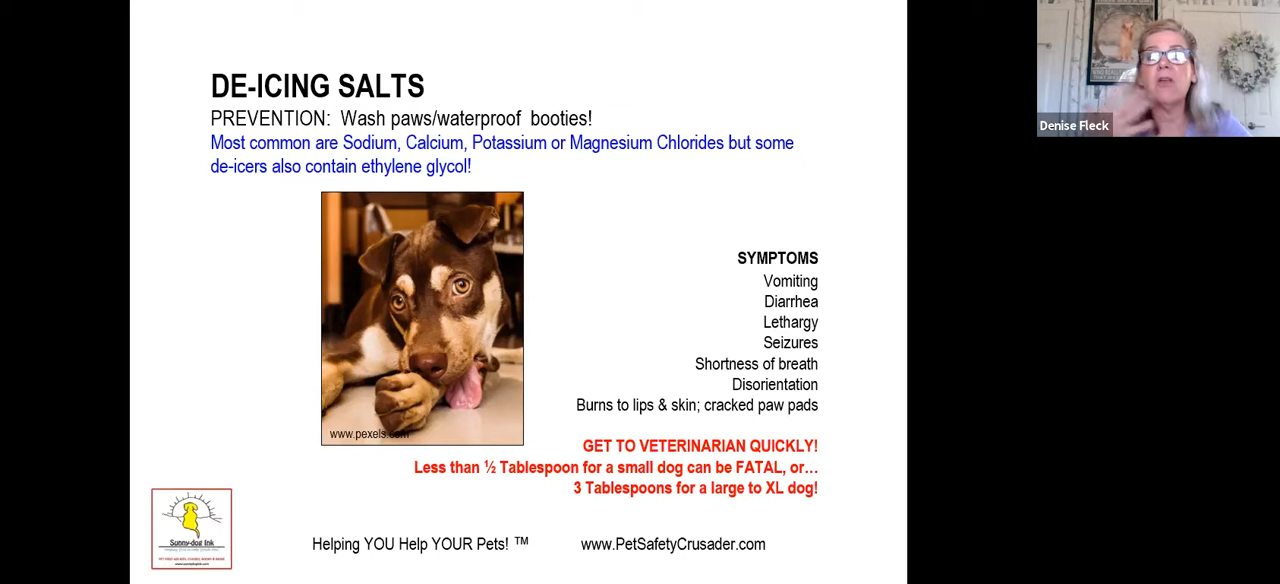 DE-ICING SALTS
PREVENTION: Wash paws/waterproof booties!
Most common are Sodium, Calcium, Potassium or Magnesium Chlorides but some
de-icers also contain ethylene glycol!
SYMPTOMS
Vomiting
Diarrhea
Lethargy
Seizures
Shortness of breath
Disorientation
Burns to lips & skin; cracked paw pads
www.pexels.com
GET TO VETERINARIAN QUICKLY!
Less than ½ Tablespoon for a small dog can be FATAL, or…
3 Tablespoons for a large to XL dog!
Sunny-dog Ink
Helping YOU Help YOUR Pets! ™ www.PetSafetyCrusader.com
Denise Fleck